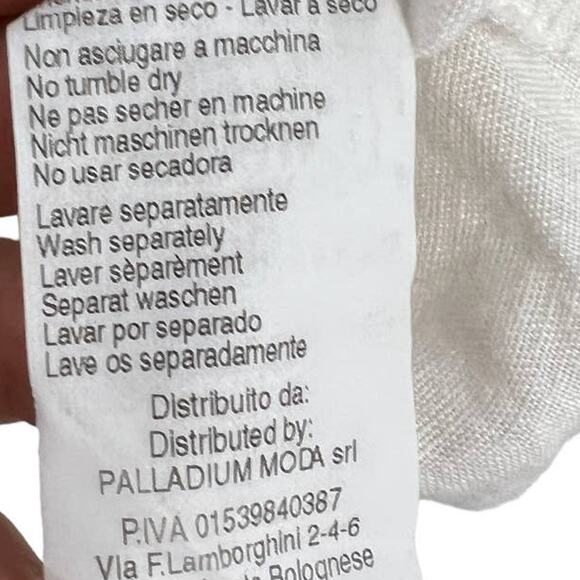 Limpieza en seco - Lavar a seco
Non asciugare a macchina
No tumble dry
Ne pas secher en machine
Nicht maschinen trocknen
No usar secadora
Lavare separatamente
Wash separately
Laver sèparèment
Separat waschen
Lavar por separado
Lave os separadamente
Distribuito da:
Distributed by:
PALLADIUM MODA srl
P.IVA 01539840387
Via F.Lamborghini 2-4-6
Bolognese